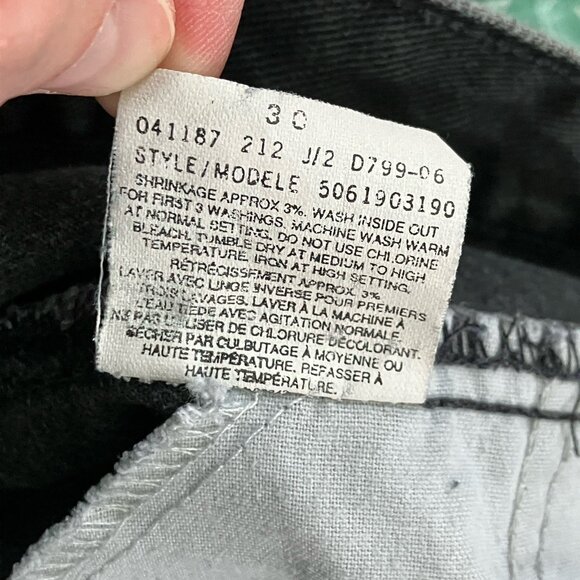 30
041187 212 J/2 D799-06
STYLE/MODELE 5061903190
SHRINKAGE APPROX 3%. WASH INSIDE OUT
FOR FIRST 3 WASHINGS. MACHINE WASH WARM
AT NORMAL SETTING. DO NOT USE CHLORINE
BLEACH. TUMBLE DRY AT MEDIUM TO HIGH
TEMPERATURE. IRON AT HIGH SETTING.
RÉTRÉCISSEMENT APPROX. 3%
LAVER AVEC LINGE INVERSE POUR PREMIERS
TROIS LAVAGES. LAVER À LA MACHINE À
L'EAU TIÈDE AVEC AGITATION NORMALE.
NE PAS UTILISER DE CHLORURE DÉCOLORANT.
SÉCHER PAR CULBUTAGE À MOYENNE OU
HAUTE TEMPÉRATURE. REPASSER À
HAUTE TEMPÉRATURE.